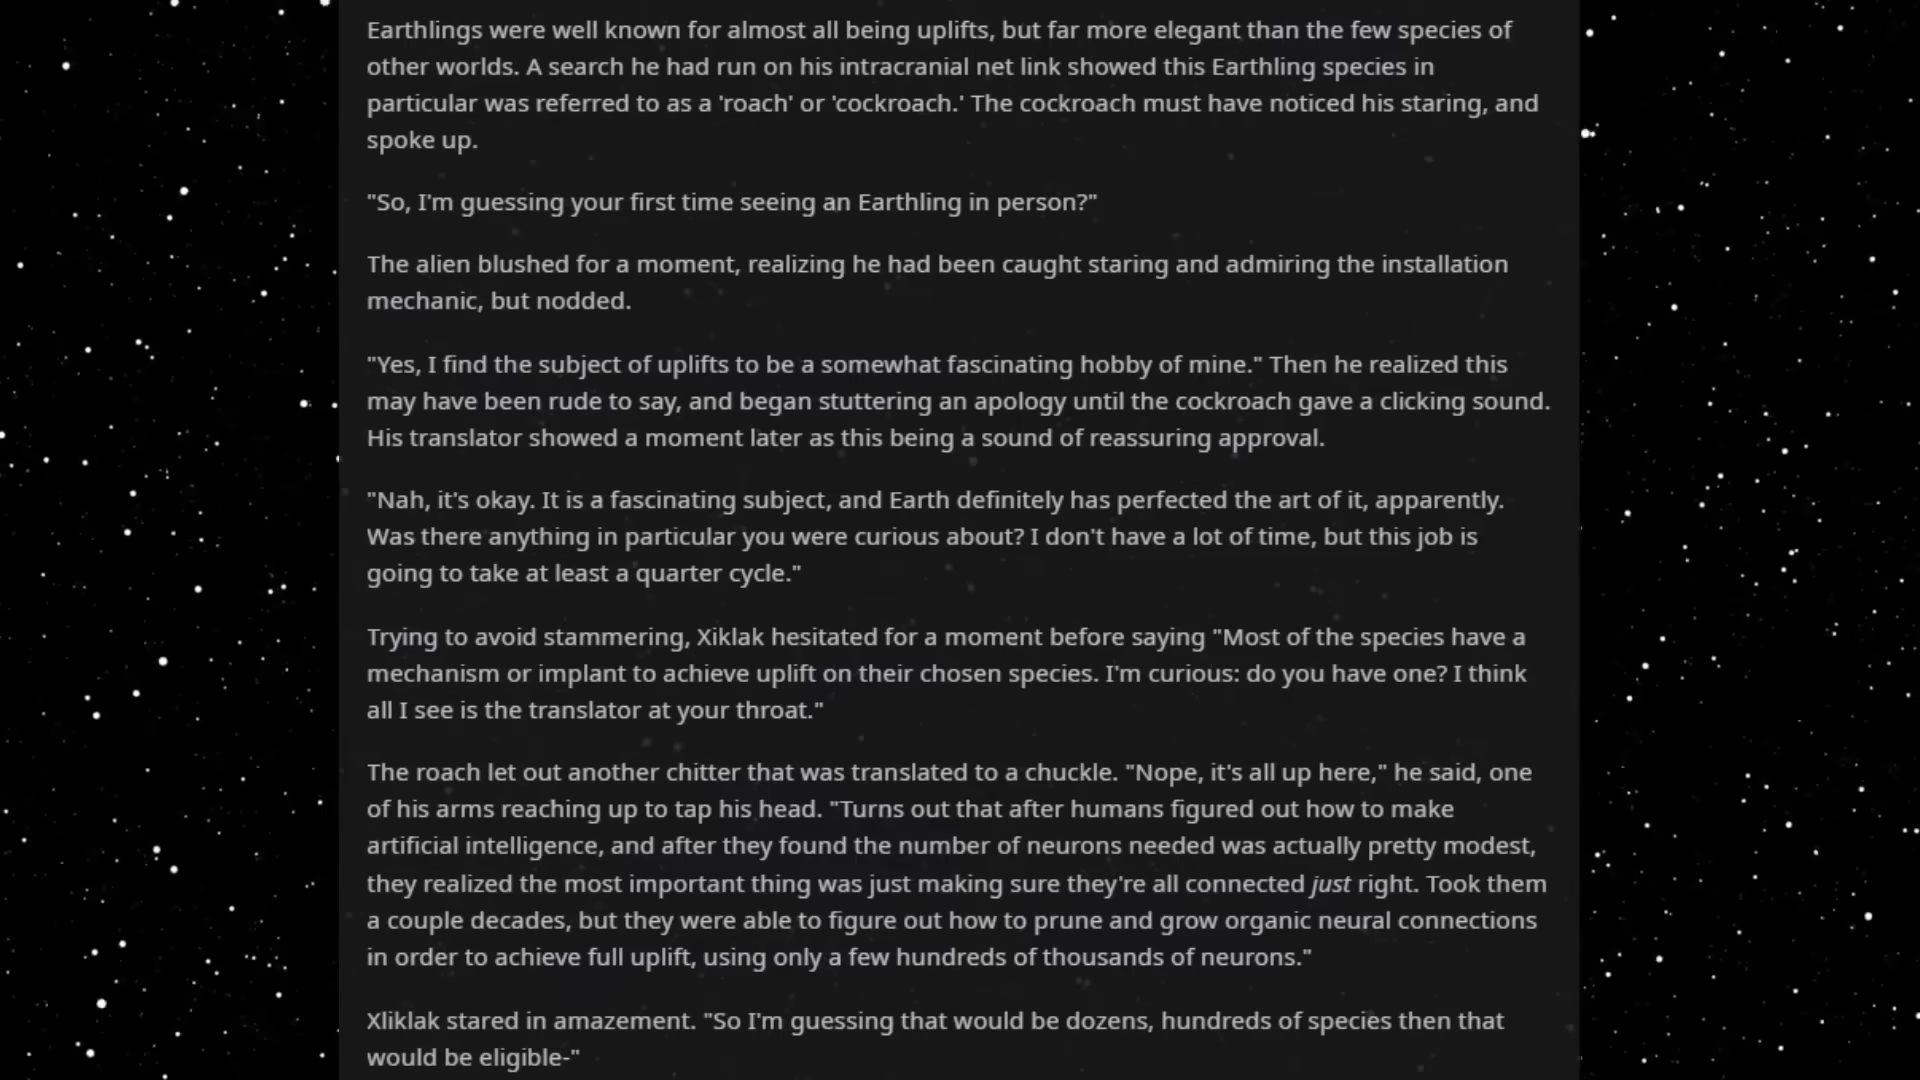 Earthlings were well known for almost all being uplifts, but far more elegant than the few species of
other worlds. A search he had run on his intracranial net link showed this Earthling species in
particular was referred to as a 'roach' or 'cockroach.' The cockroach must have noticed his staring, and
spoke up.
"So, I'm guessing your first time seeing an Earthling in person?"
The alien blushed for a moment, realizing he had been caught staring and admiring the installation
mechanic, but nodded.
"Yes, I find the subject of uplifts to be a somewhat fascinating hobby of mine." Then he realized this
may have been rude to say, and began stuttering an apology until the cockroach gave a clicking sound.
His translator showed a moment later as this being a sound of reassuring approval.
"Nah, it's okay. It is a fascinating subject, and Earth definitely has perfected the art of it, apparently.
Was there anything in particular you were curious about? I don't have a lot of time, but this job is
going to take at least a quarter cycle."
Trying to avoid stammering, Xiklak hesitated for a moment before saying "Most of the species have a
mechanism or implant to achieve uplift on their chosen species. I'm curious: do you have one? I think
all I see is the translator at your throat."
The roach let out another chitter that was translated to a chuckle. "Nope, it's all up here," he said, one
of his arms reaching up to tap his head. "Turns out that after humans figured out how to make
artificial intelligence, and after they found the number of neurons needed was actually pretty modest,
they realized the most important thing was just making sure they're all connected just right. Took them
a couple decades, but they were able to figure out how to prune and grow organic neural connections
in order to achieve full uplift, using only a few hundreds of thousands of neurons."
Xliklak stared in amazement. "So I'm guessing that would be dozens, hundreds of species then that
would be eligible-"